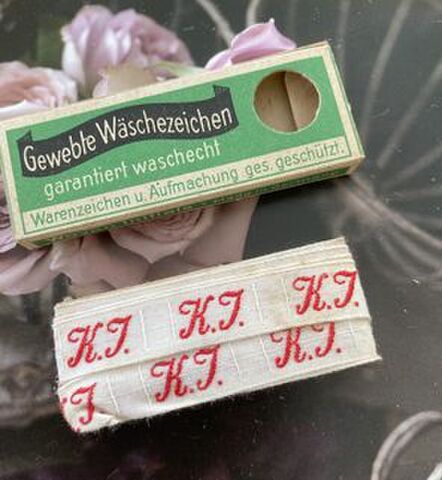 Gewebte Wäschezeichen
garantiert waschecht
Warenzeichen u. Aufmachung ges. geschützt.
K.J. K.J. K.J.
K.J. K.J. K.J.